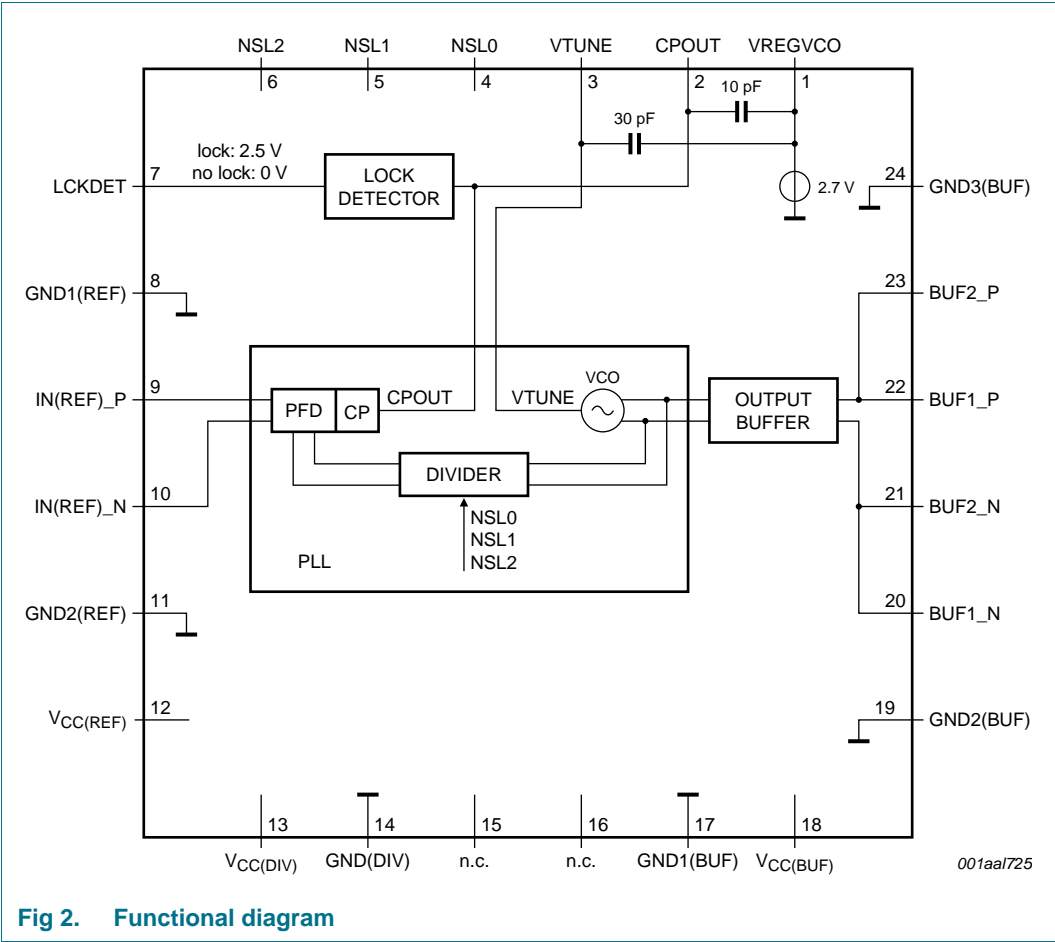 NSL2 NSL1 NSL0 VTUNE CPOUT VREGVCO
6 5 4 3 2 1
10 pF
30 pF
lock: 2.5 V
no lock: 0 V
LCKDET 7
LOCK
DETECTOR
2.7 V
24 GND3(BUF)
GND1(REF) 8
23 BUF2_P
IN(REF)_P 9
PFD CP CPOUT
VTUNE VCO
OUTPUT
BUFFER
22 BUF1_P
DIVIDER
IN(REF)_N 10
21 BUF2_N
NSL0
NSL1
NSL2
PLL
GND2(REF) 11
20 BUF1_N
VCC(REF) 12
19 GND2(BUF)
13 14 15 16 17 18
VCC(DIV) GND(DIV) n.c. n.c. GND1(BUF) VCC(BUF)
001aal725
Fig 2. Functional diagram